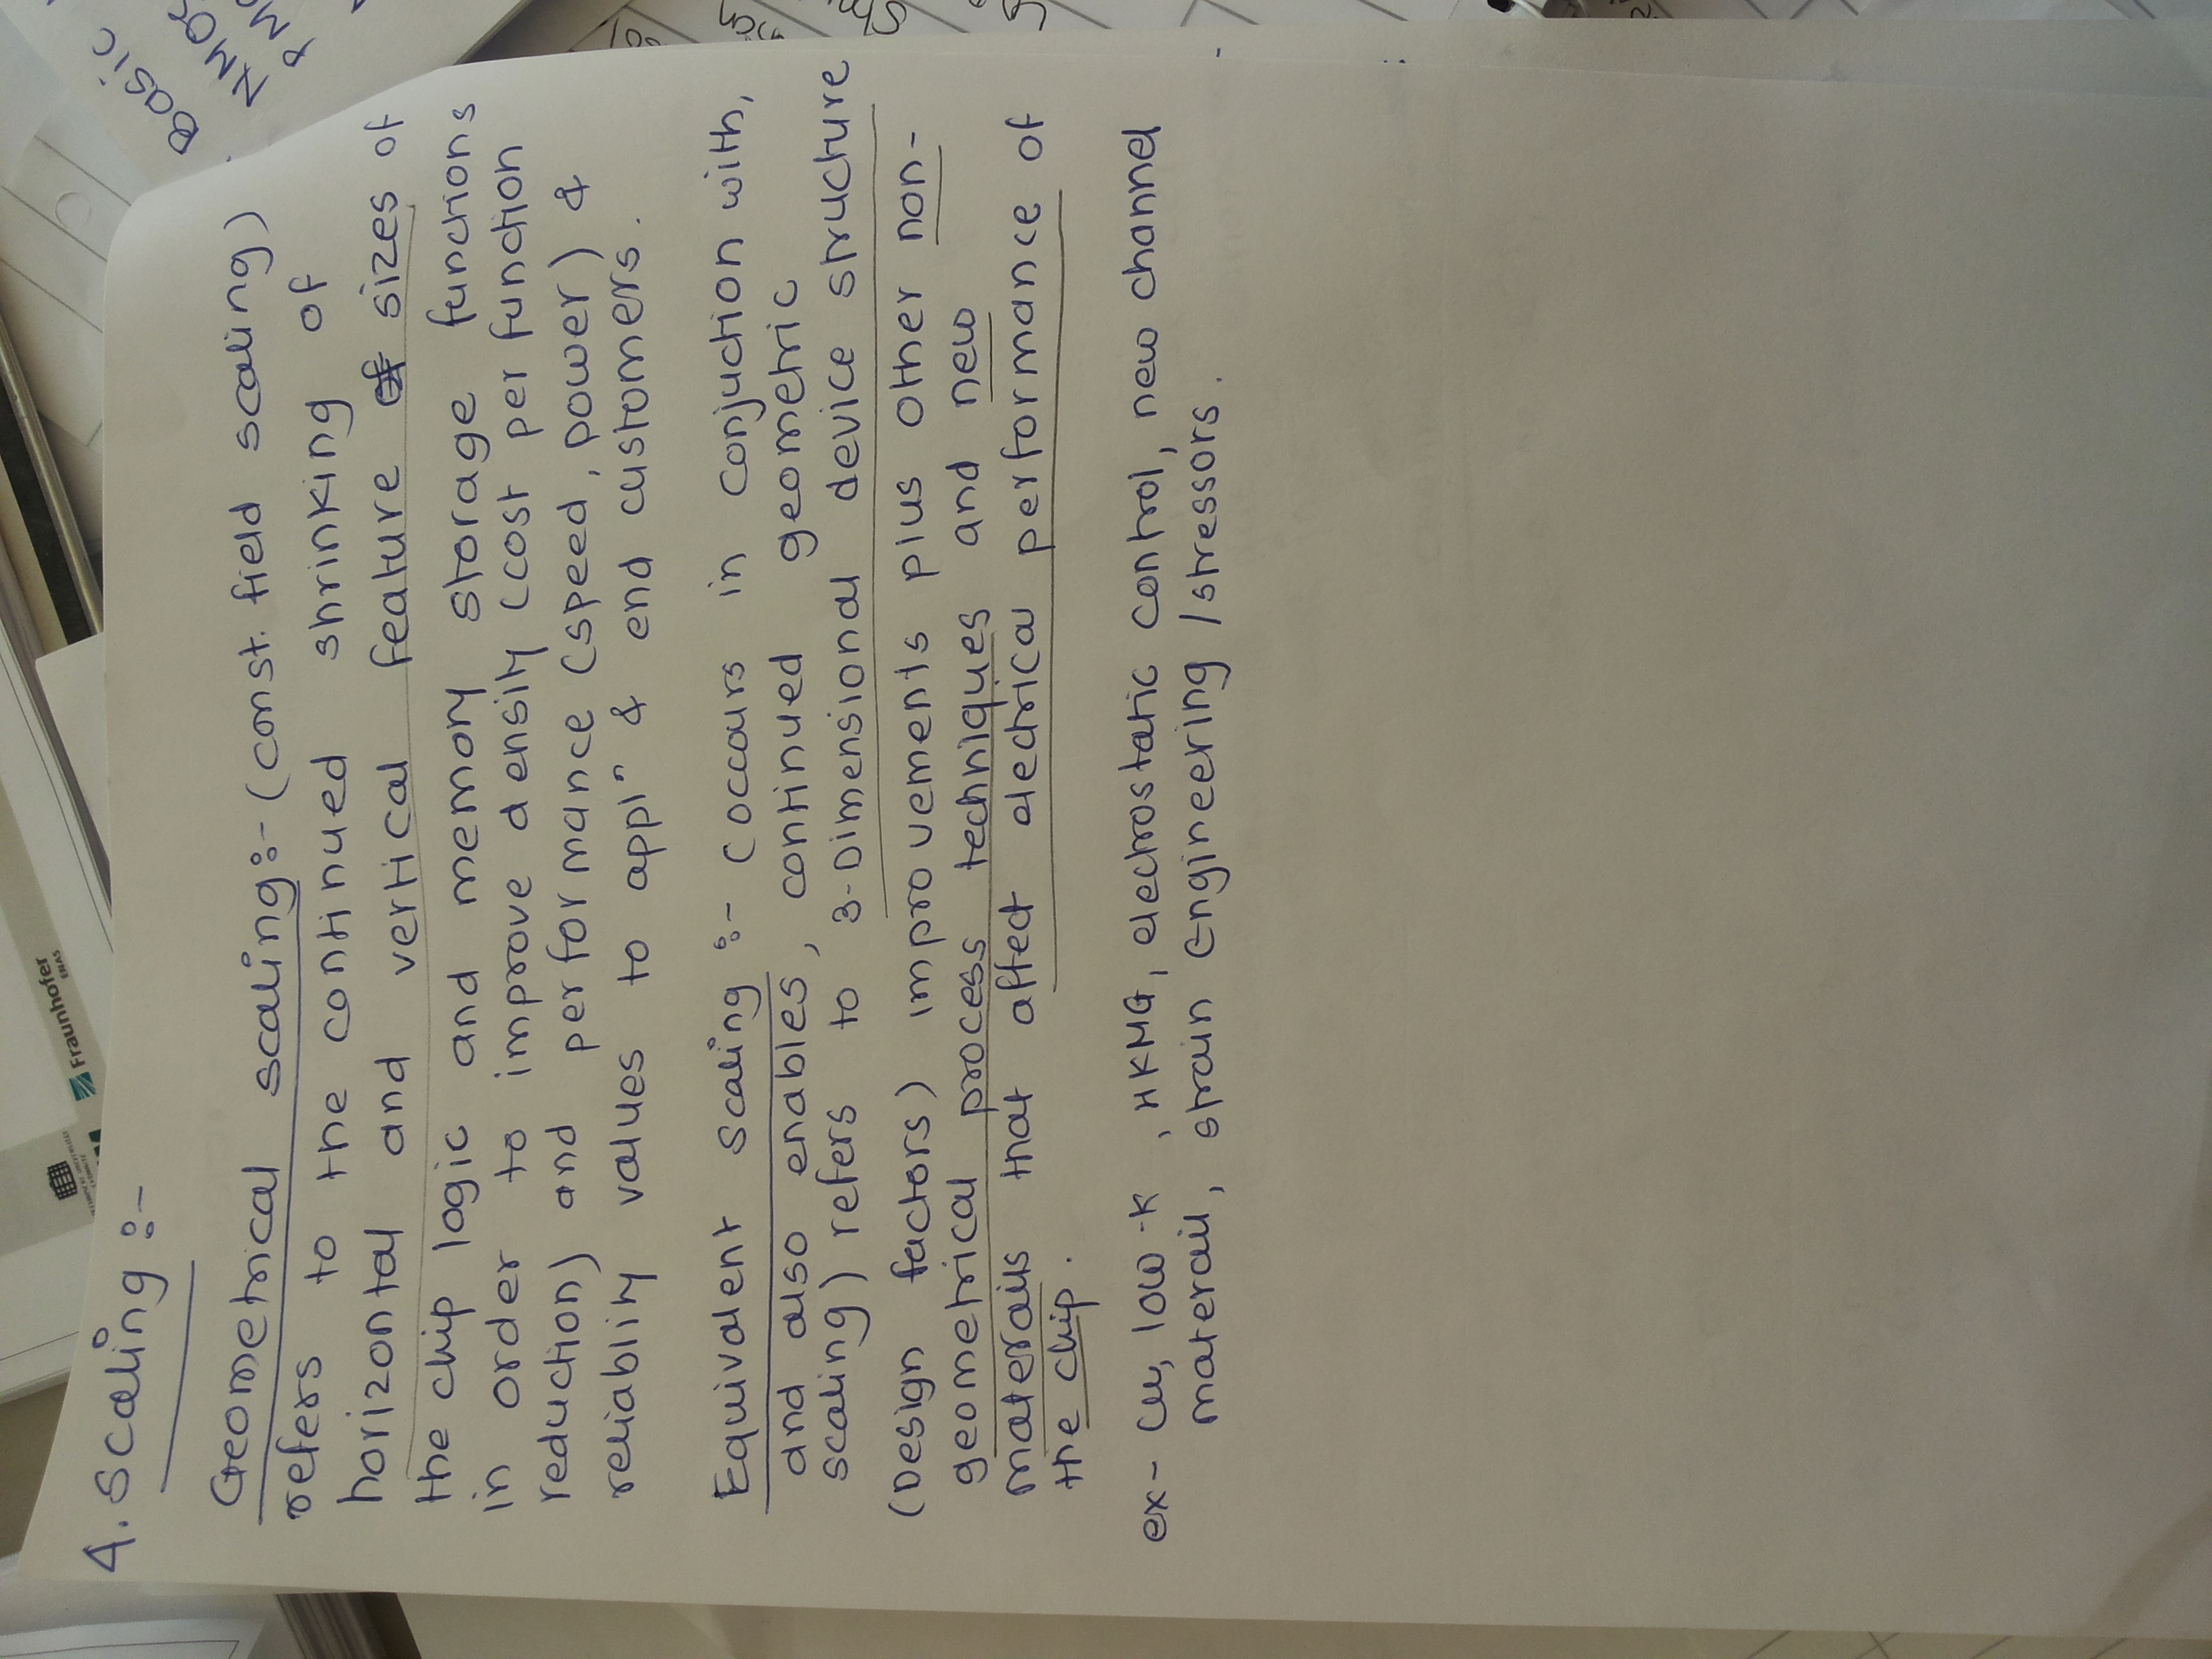 Fraunhofer
ENAS
4. Scaling :-
Geometrical scaling:- (const. field scaling)
refers to the continued shrinking of
horizontal and vertical feature sizes of
the chip logic and memory storage functions
in order to improve density (cost per function
reduction) and performance (speed, power) &
reliablity values to appl^n & end customers.
Equivalent scaling :- (occours in conjuction with,
and also enables, continued geometric
scaling) refers to 3-Dimensional device structure
(Design factors) improvements plus other non-
geometrical process techniques and new
materails that affect electrical performance of
the chip.
ex- Cu, low-K, HKMG, electrostatic control, new channel
materail, strain Engineering / stressors.
Basic